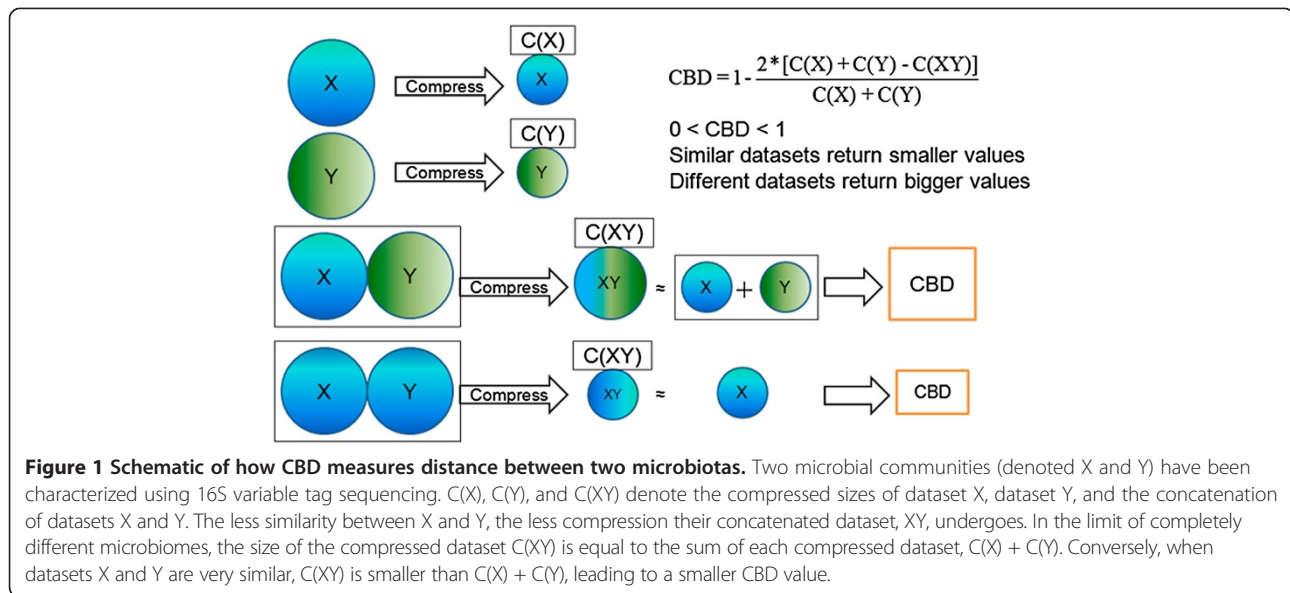 C(X)
X
Compress
X
CBD = 1 - 2*[C(X)+C(Y) - C(XY)] / C(X) + C(Y)
0 < CBD < 1
Similar datasets return smaller values
Different datasets return bigger values
C(Y)
Y
Compress
Y
C(XY)
X Y
Compress
XY ≈ X + Y
CBD
C(XY)
X Y
Compress
XY ≈ X
CBD
Figure 1 Schematic of how CBD measures distance between two microbiotas. Two microbial communities (denoted X and Y) have been
characterized using 16S variable tag sequencing. C(X), C(Y), and C(XY) denote the compressed sizes of dataset X, dataset Y, and the concatenation
of datasets X and Y. The less similarity between X and Y, the less compression their concatenated dataset, XY, undergoes. In the limit of completely
different microbiomes, the size of the compressed dataset C(XY) is equal to the sum of each compressed dataset, C(X) + C(Y). Conversely, when
datasets X and Y are very similar, C(XY) is smaller than C(X) + C(Y), leading to a smaller CBD value.